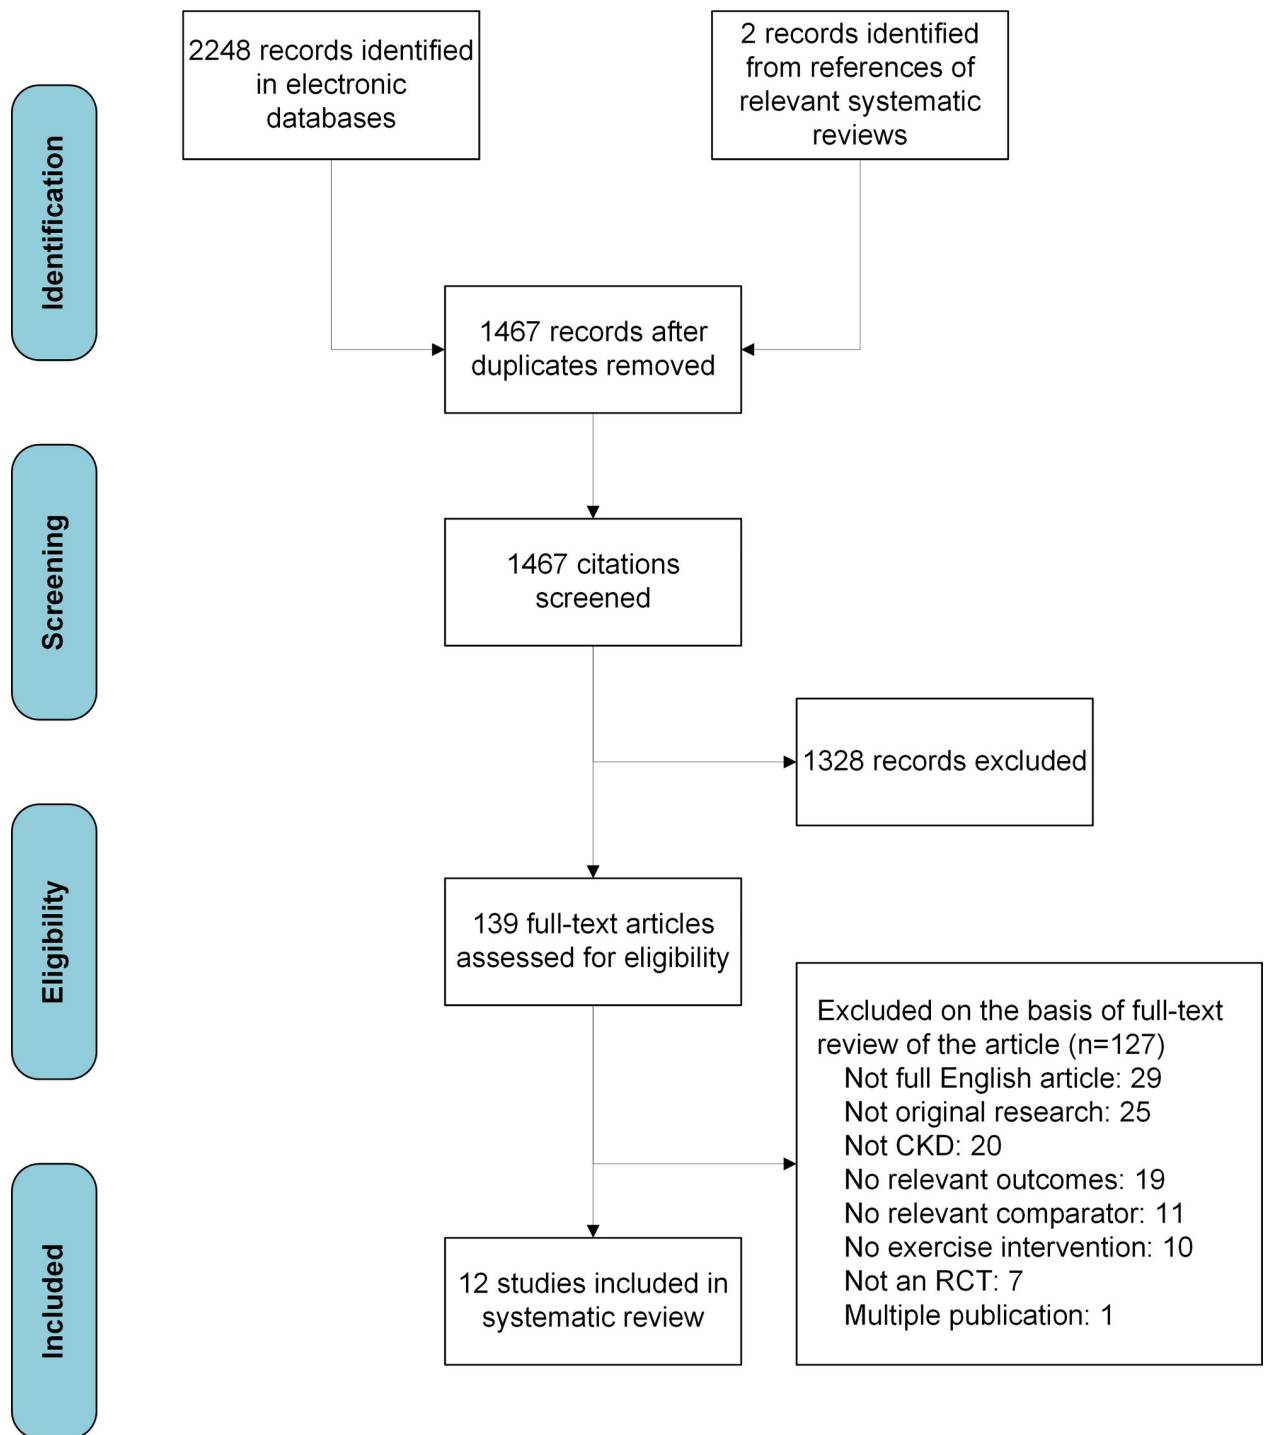 2248 records identified
in electronic
databases
2 records identified
from references of
relevant systematic
reviews
Identification
1467 records after
duplicates removed
Screening
1467 citations
screened
1328 records excluded
Eligibility
139 full-text articles
assessed for eligibility
Excluded on the basis of full-text
review of the article (n=127)
Not full English article: 29
Not original research: 25
Not CKD: 20
No relevant outcomes: 19
No relevant comparator: 11
No exercise intervention: 10
Not an RCT: 7
Multiple publication: 1
Included
12 studies included in
systematic review